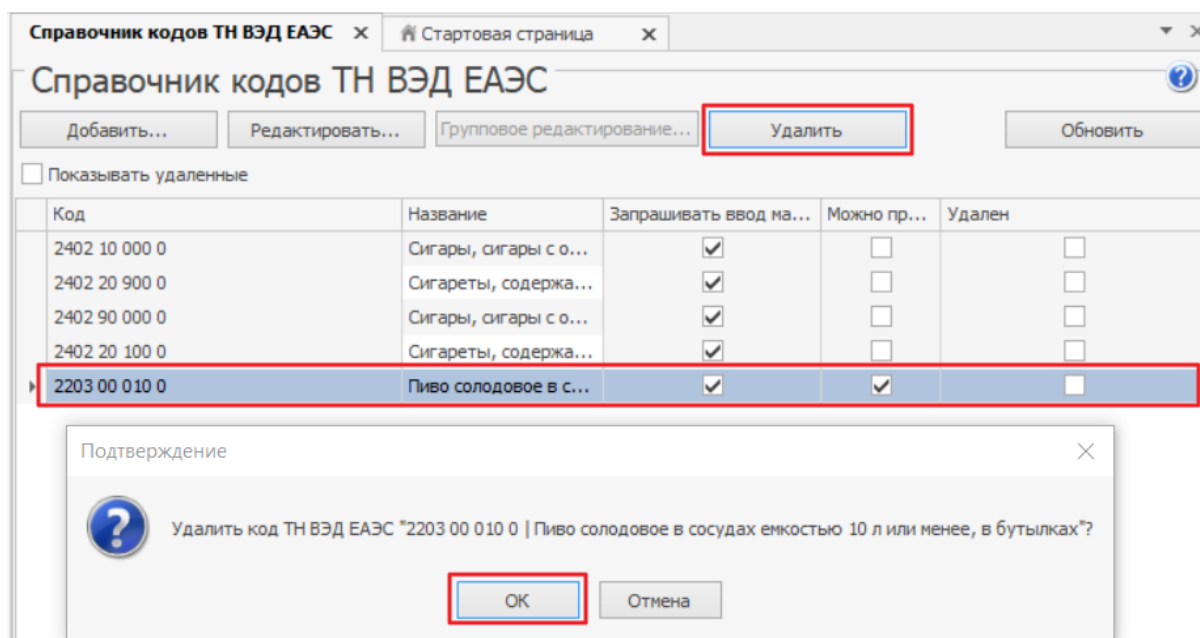 Справочник кодов ТН ВЭД ЕАЭС
Стартовая страница
Справочник кодов ТН ВЭД ЕАЭС
Добавить... Редактировать... Групповое редактирование... Удалить Обновить
Показывать удаленные
Код Название Запрашивать ввод ма... Можно пр... Удален
2402 10 000 0 Сигары, сигары с о...
2402 20 900 0 Сигареты, содержа...
2402 90 000 0 Сигары, сигары с о...
2402 20 100 0 Сигареты, содержа...
2203 00 010 0 Пиво солодовое в с...
Подтверждение
Удалить код ТН ВЭД ЕАЭС "2203 00 010 0 | Пиво солодовое в сосудах емкостью 10 л или менее, в бутылках"?
ОК Отмена